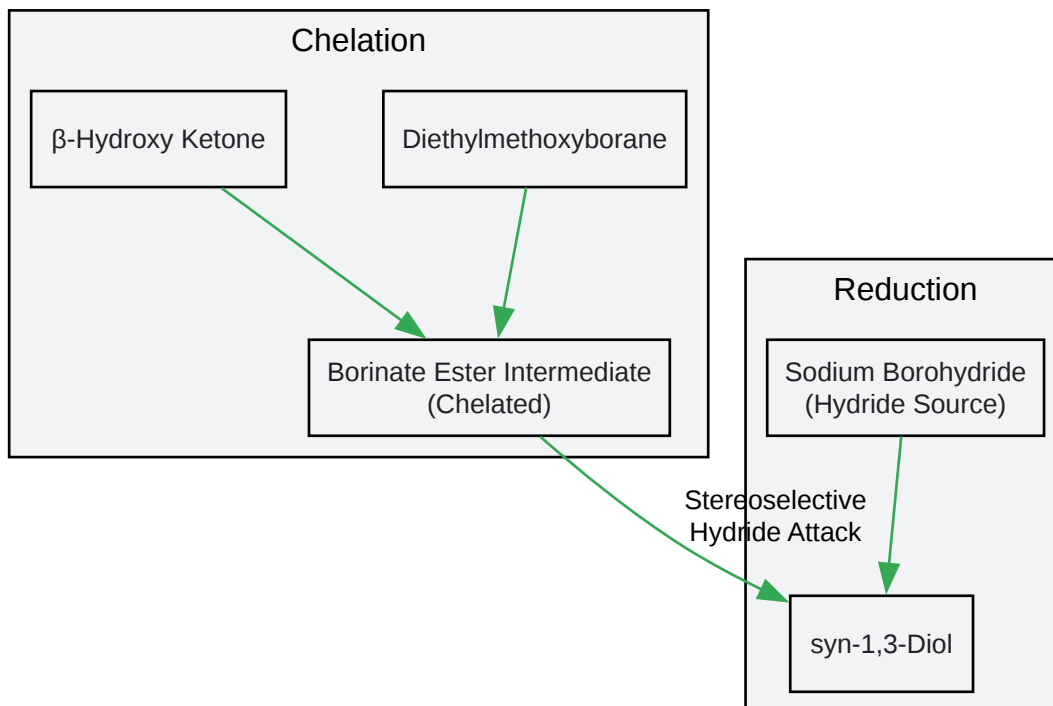 Chelation
β-Hydroxy Ketone
Diethylmethoxyborane
Borinate Ester Intermediate
(Chelated)
Reduction
Sodium Borohydride
(Hydride Source)
Stereoselective
Hydride Attack
syn-1,3-Diol